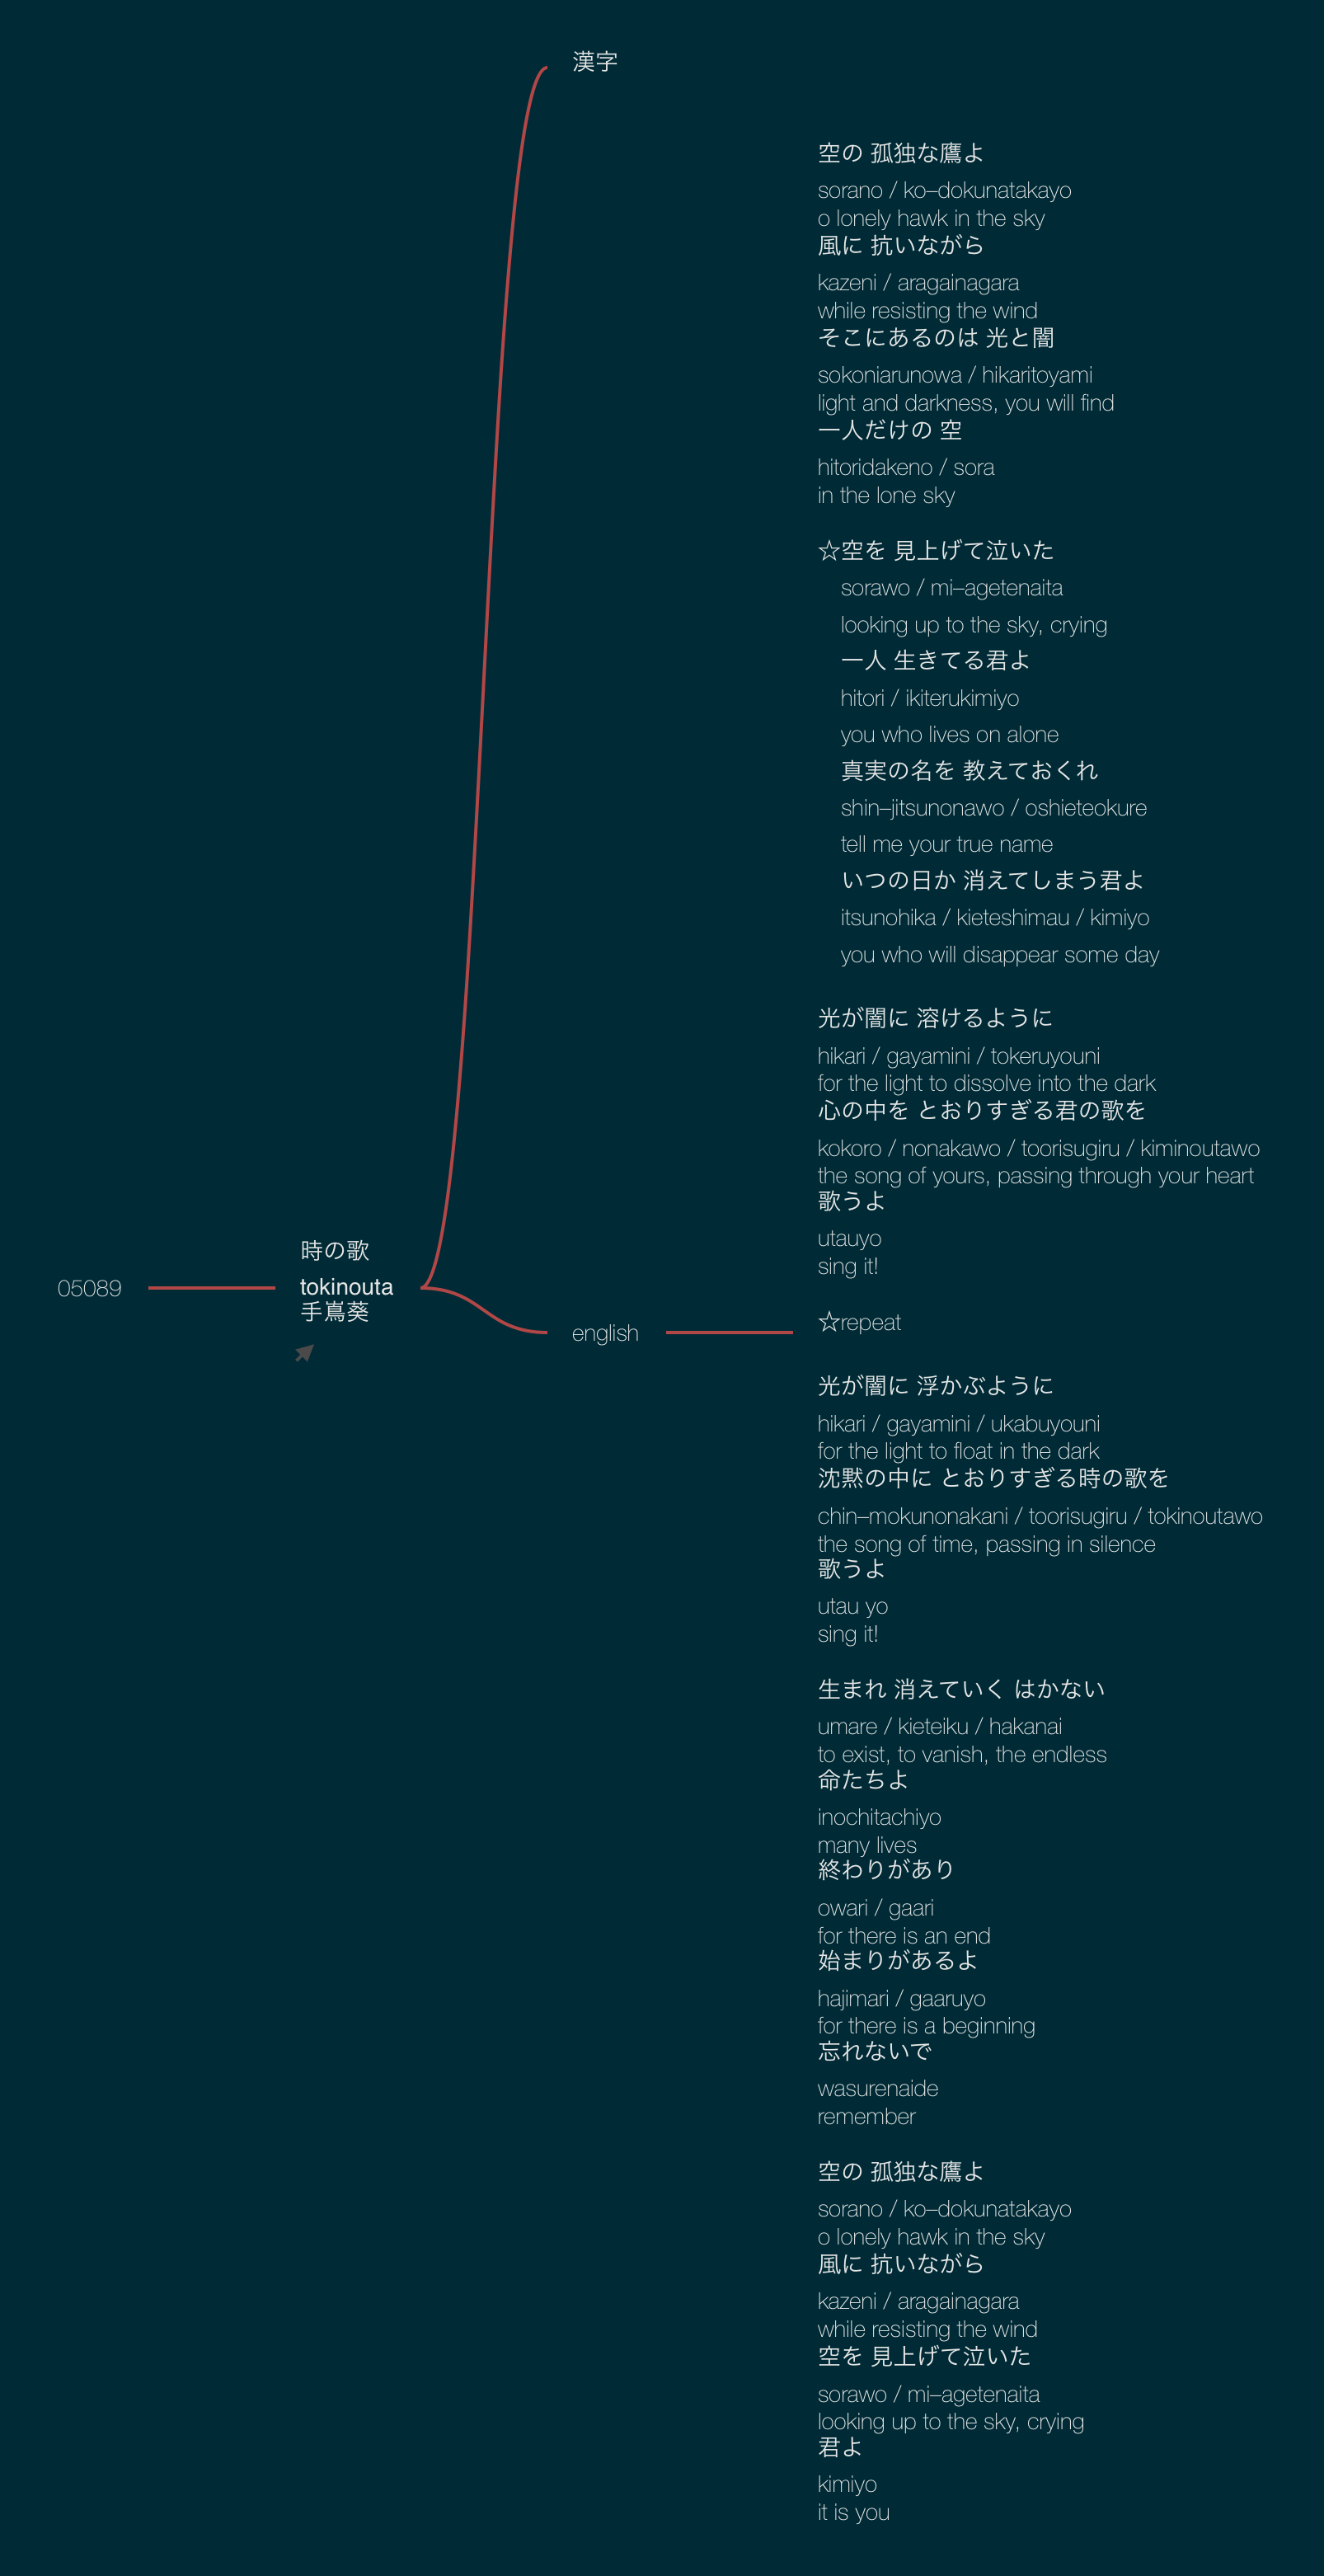 漢字
空の 孤独な鷹よ
sorano / ko–dokunatakayo
o lonely hawk in the sky
風に 抗いながら
kazeni / aragainagara
while resisting the wind
そこにあるのは 光と闇
sokoniarunowa / hikaritoyami
light and darkness, you will find
一人だけの 空
hitoridakeno / sora
in the lone sky
☆空を 見上げて泣いた
sorawo / mi–agetenaita
looking up to the sky, crying
一人 生きてる君よ
hitori / ikiterukimiyo
you who lives on alone
真実の名を 教えておくれ
shin–jitsunonawo / oshieteokure
tell me your true name
いつの日か 消えてしまう君よ
itsunohika / kieteshimau / kimiyo
you who will disappear some day
光が闇に 溶けるように
hikari / gayamini / tokeruyouni
for the light to dissolve into the dark
心の中を とおりすぎる君の歌を
kokoro / nonakawo / toorisugiru / kiminoutawo
the song of yours, passing through your heart
歌うよ
utauyo
sing it!
05089
時の歌
tokinouta
手嶌葵
english
☆repeat
光が闇に 浮かぶように
hikari / gayamini / ukabuyouni
for the light to float in the dark
沈黙の中に とおりすぎる時の歌を
chin–mokunonakani / toorisugiru / tokinoutawo
the song of time, passing in silence
歌うよ
utau yo
sing it!
生まれ 消えていく はかない
umare / kieteiku / hakanai
to exist, to vanish, the endless
命たちよ
inochitachiyo
many lives
終わりがあり
owari / gaari
for there is an end
始まりがあるよ
hajimari / gaaruyo
for there is a beginning
忘れないで
wasurenaide
remember
空の 孤独な鷹よ
sorano / ko–dokunatakayo
o lonely hawk in the sky
風に 抗いながら
kazeni / aragainagara
while resisting the wind
空を 見上げて泣いた
sorawo / mi–agetenaita
looking up to the sky, crying
君よ
kimiyo
it is you